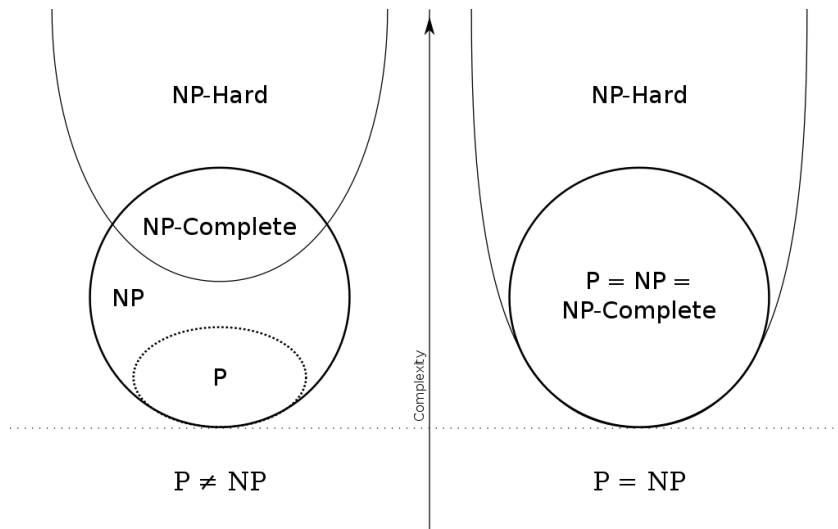 NP-Hard
NP-Complete
NP
P
P ≠ NP
Complexity
NP-Hard
P = NP =
NP-Complete
P = NP